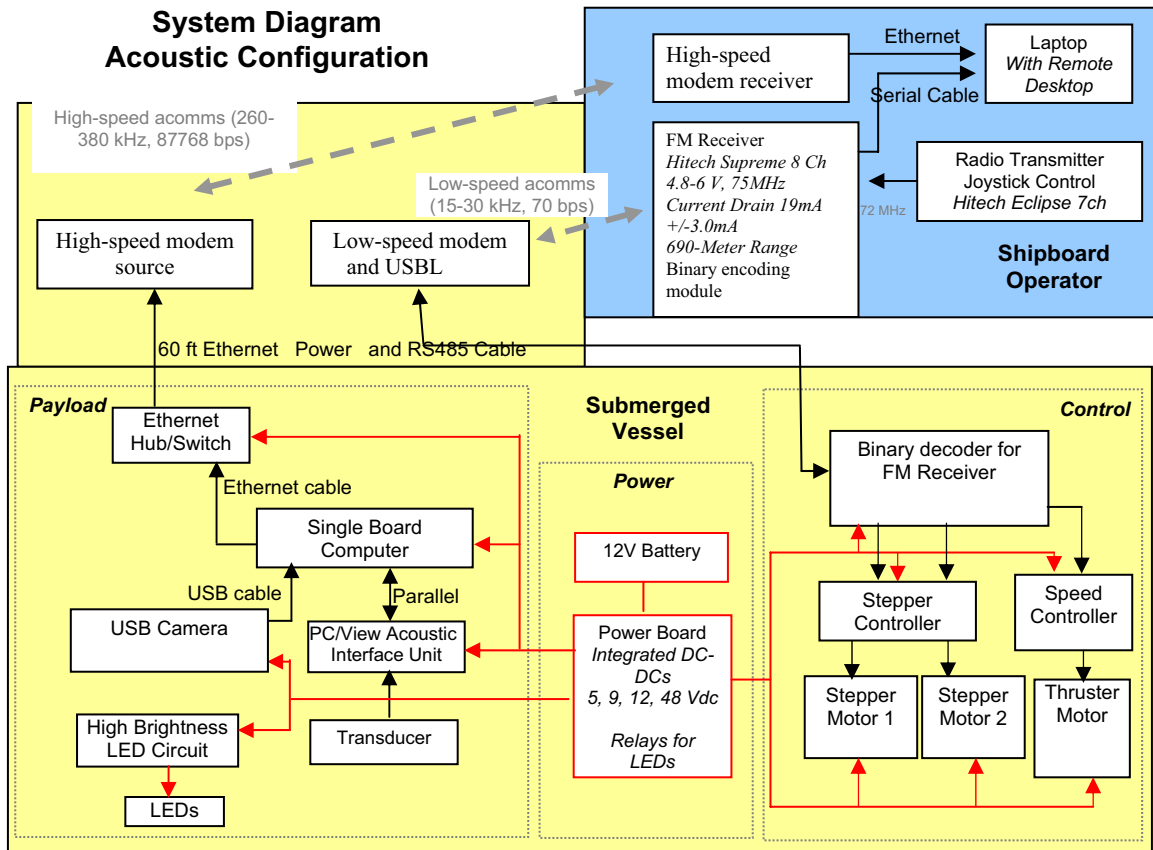 System Diagram
Acoustic Configuration
High-speed
modem receiver
Ethernet
Laptop
With Remote
Desktop
Serial Cable
High-speed acomms (260-
380 kHz, 87768 bps)
FM Receiver
Hitech Supreme 8 Ch
4.8-6 V, 75MHz
Current Drain 19mA
+/-3.0mA
690-Meter Range
Binary encoding
module
Radio Transmitter
Joystick Control
Hitech Eclipse 7ch
72 MHz
Low-speed acomms
(15-30 kHz, 70 bps)
High-speed modem
source
Low-speed modem
and USBL
Shipboard
Operator
60 ft Ethernet Power and RS485 Cable
Payload
Ethernet
Hub/Switch
Submerged
Vessel
Control
Binary decoder for
FM Receiver
Power
Ethernet cable
Single Board
Computer
12V Battery
USB cable
Parallel
USB Camera
PC/View Acoustic
Interface Unit
Power Board
Integrated DC-
DCs
5, 9, 12, 48 Vdc
Relays for
LEDs
Stepper
Controller
Speed
Controller
Stepper
Motor 1
Stepper
Motor 2
Thruster
Motor
High Brightness
LED Circuit
Transducer
LEDs